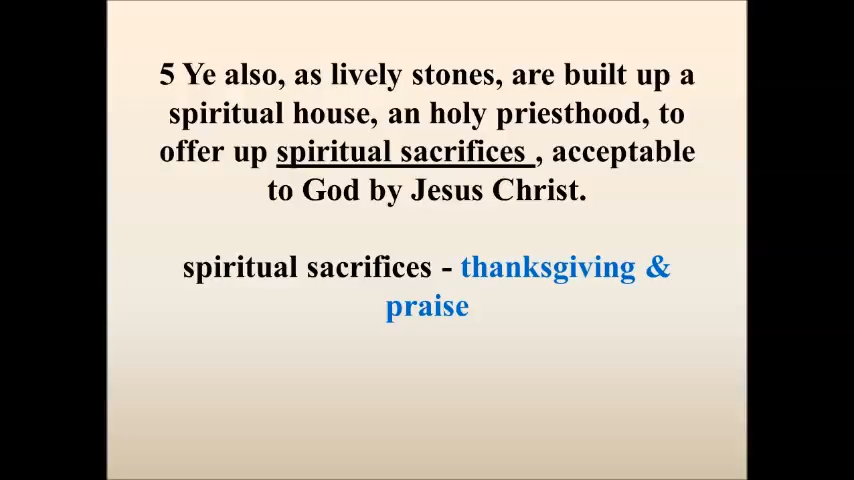 5 Ye also, as lively stones, are built up a
spiritual house, an holy priesthood, to
offer up spiritual sacrifices , acceptable
to God by Jesus Christ.
spiritual sacrifices - thanksgiving &
praise